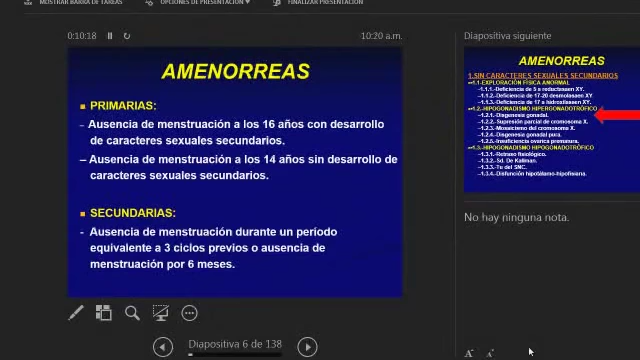 MOSTRAR BARRA DE TAREAS
OPCIONES DE PRESENTACIÓN
FINALIZAR PRESENTACIÓN
0:10:18
10:20 a.m.
AMENORREAS
PRIMARIAS:
- Ausencia de menstruación a los 16 años con desarrollo
de caracteres sexuales secundarios.
– Ausencia de menstruación a los 14 años sin desarrollo de
caracteres sexuales secundarios.
SECUNDARIAS:
- Ausencia de menstruación durante un período
equivalente a 3 ciclos previos o ausencia de
menstruación por 6 meses.
Diapositiva 6 de 138
Diapositiva siguiente
AMENORREAS
1.SIN CARACTERES SEXUALES SECUNDARIOS
1.1-EXPLORACIÓN FÍSICA ANORMAL
–1.1.1.-Deficiencia de 5 α reductasaen XY.
–1.1.2.-Deficiencia de 17-20 desmolasaen XY.
–1.1.3.-Deficiencia de 17 α hidroxilasaen XY.
1.2.-HIPOGONADISMO HIPERGONADOTRÓFICO
–1.2.1.-Disgenesia gonadal.
–1.2.2.-Supresión parcial de cromosoma X.
–1.2.3.-Mosaicismo del cromosoma X.
–1.2.4.-Disgenesia gonadal pura.
–1.2.5.-Insuficiencia ovárica prematura.
1.3.-HIPOGONADISMO HIPOGONADOTRÓFICO
–1.3.1.-Retraso fisiológico.
–1.3.2.-Sd. De Kallman.
–1.3.3.-Tu del SNC.
–1.3.4.-Disfunción hipotálamo-hipofisiaria.
No hay ninguna nota.
A A